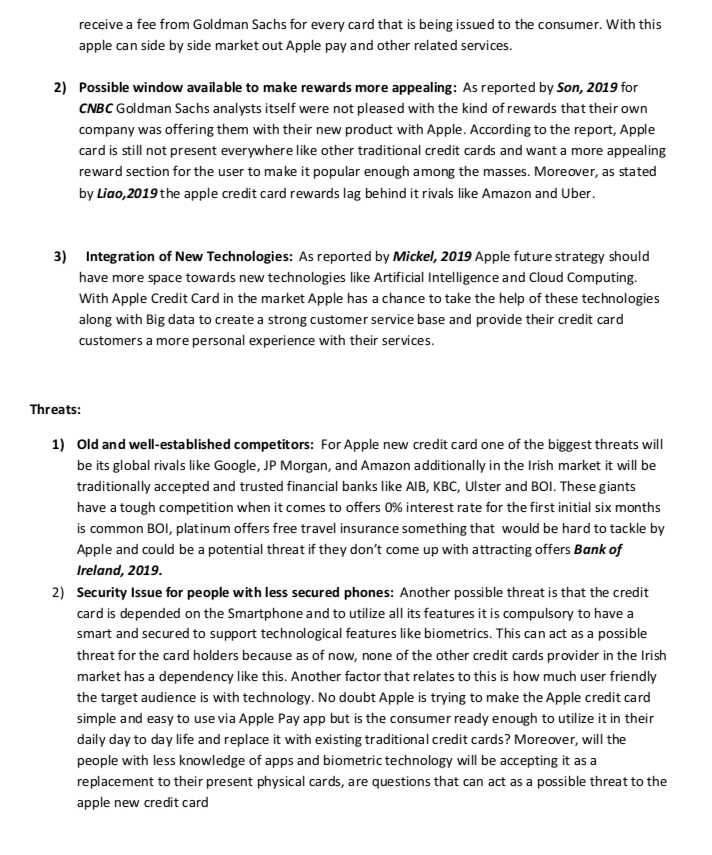 receive a fee from Goldman Sachs for every card that is being issued to the consumer. With this
apple can side by side market out Apple pay and other related services.
2) Possible window available to make rewards more appealing: As reported by Son, 2019 for
CNBC Goldman Sachs analysts itself were not pleased with the kind of rewards that their own
company was offering them with their new product with Apple. According to the report, Apple
card is still not present everywhere like other traditional credit cards and want a more appealing
reward section for the user to make it popular enough among the masses. Moreover, as stated
by Liao,2019 the apple credit card rewards lag behind it rivals like Amazon and Uber.
3) Integration of New Technologies: As reported by Mickel, 2019 Apple future strategy should
have more space towards new technologies like Artificial Intelligence and Cloud Computing.
With Apple Credit Card in the market Apple has a chance to take the help of these technologies
along with Big data to create a strong customer service base and provide their credit card
customers a more personal experience with their services.
Threats:
1) Old and well-established competitors: For Apple new credit card one of the biggest threats will
be its global rivals like Google, JP Morgan, and Amazon additionally in the Irish market it will be
traditionally accepted and trusted financial banks like AIB, KBC, Ulster and BOI. These giants
have a tough competition when it comes to offers 0% interest rate for the first initial six months
is common BOI, platinum offers free travel insurance something that would be hard to tackle by
Apple and could be a potential threat if they don't come up with attracting offers Bank of
Ireland, 2019.
2) Security Issue for people with less secured phones: Another possible threat is that the credit
card is depended on the Smartphone and to utilize all its features it is compulsory to have a
smart and secured to support technological features like biometrics. This can act as a possible
threat for the card holders because as of now, none of the other credit cards provider in the Irish
market has a dependency like this. Another factor that relates to this is how much user friendly
the target audience is with technology. No doubt Apple is trying to make the Apple credit card
simple and easy to use via Apple Pay app but is the consumer ready enough to utilize it in their
daily day to day life and replace it with existing traditional credit cards? Moreover, will the
people with less knowledge of apps and biometric technology will be accepting it as a
replacement to their present physical cards, are questions that can act as a possible threat to the
apple new credit card